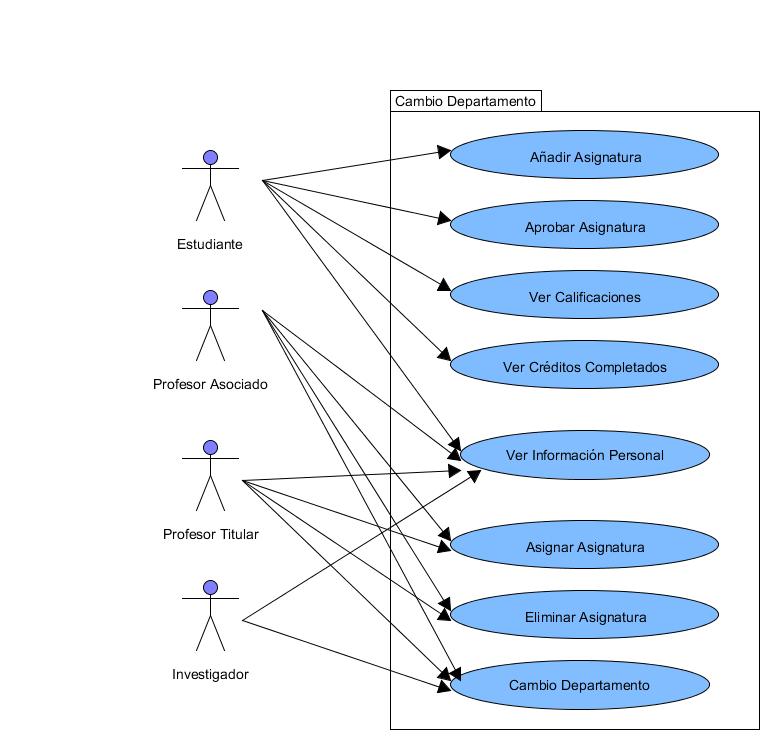 Cambio Departamento
Añadir Asignatura
Estudiante
Aprobar Asignatura
Ver Calificaciones
Profesor Asociado
Ver Créditos Completados
Ver Información Personal
Profesor Titular
Asignar Asignatura
Eliminar Asignatura
Investigador
Cambio Departamento